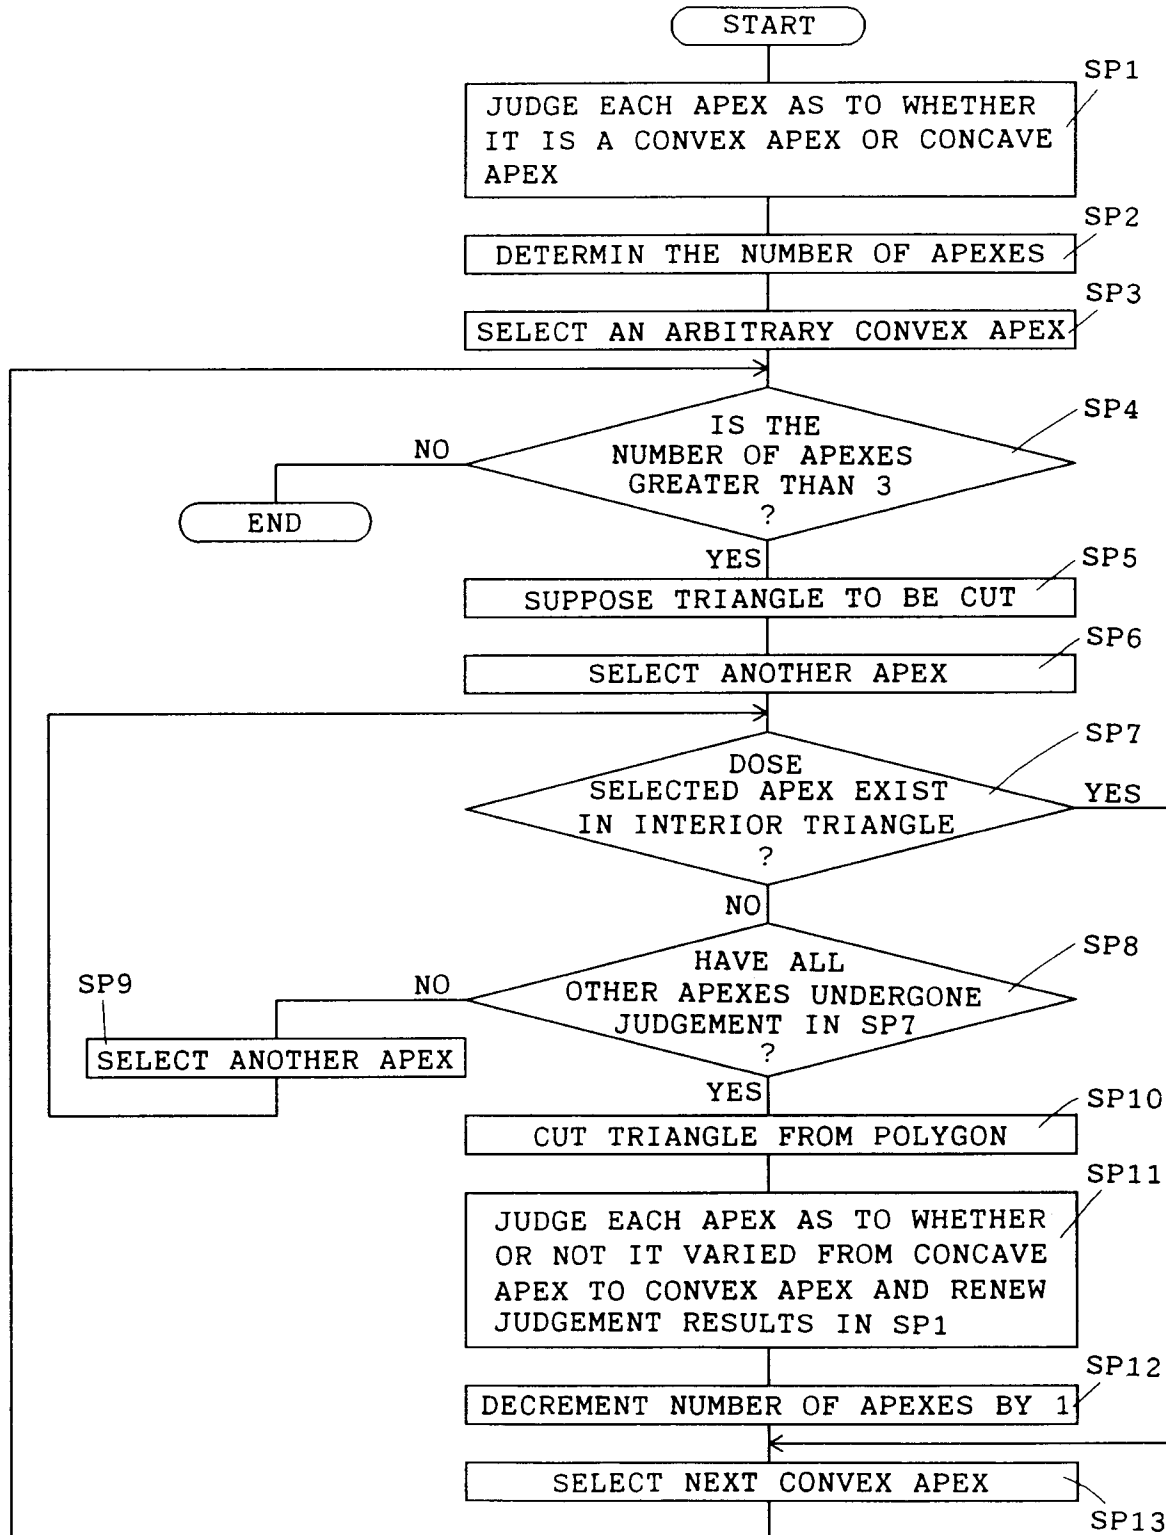 START
SP1
JUDGE EACH APEX AS TO WHETHER
IT IS A CONVEX APEX OR CONCAVE
APEX
SP2
DETERMIN THE NUMBER OF APEXES
SP3
SELECT AN ARBITRARY CONVEX APEX
SP4
IS THE
NUMBER OF APEXES
GREATER THAN 3
?
NO
END
YES
SP5
SUPPOSE TRIANGLE TO BE CUT
SP6
SELECT ANOTHER APEX
SP7
DOSE
SELECTED APEX EXIST
IN INTERIOR TRIANGLE
?
YES
NO
SP8
HAVE ALL
OTHER APEXES UNDERGONE
JUDGEMENT IN SP7
?
NO
SP9
SELECT ANOTHER APEX
YES
SP10
CUT TRIANGLE FROM POLYGON
SP11
JUDGE EACH APEX AS TO WHETHER
OR NOT IT VARIED FROM CONCAVE
APEX TO CONVEX APEX AND RENEW
JUDGEMENT RESULTS IN SP1
SP12
DECREMENT NUMBER OF APEXES BY 1
SELECT NEXT CONVEX APEX
SP13